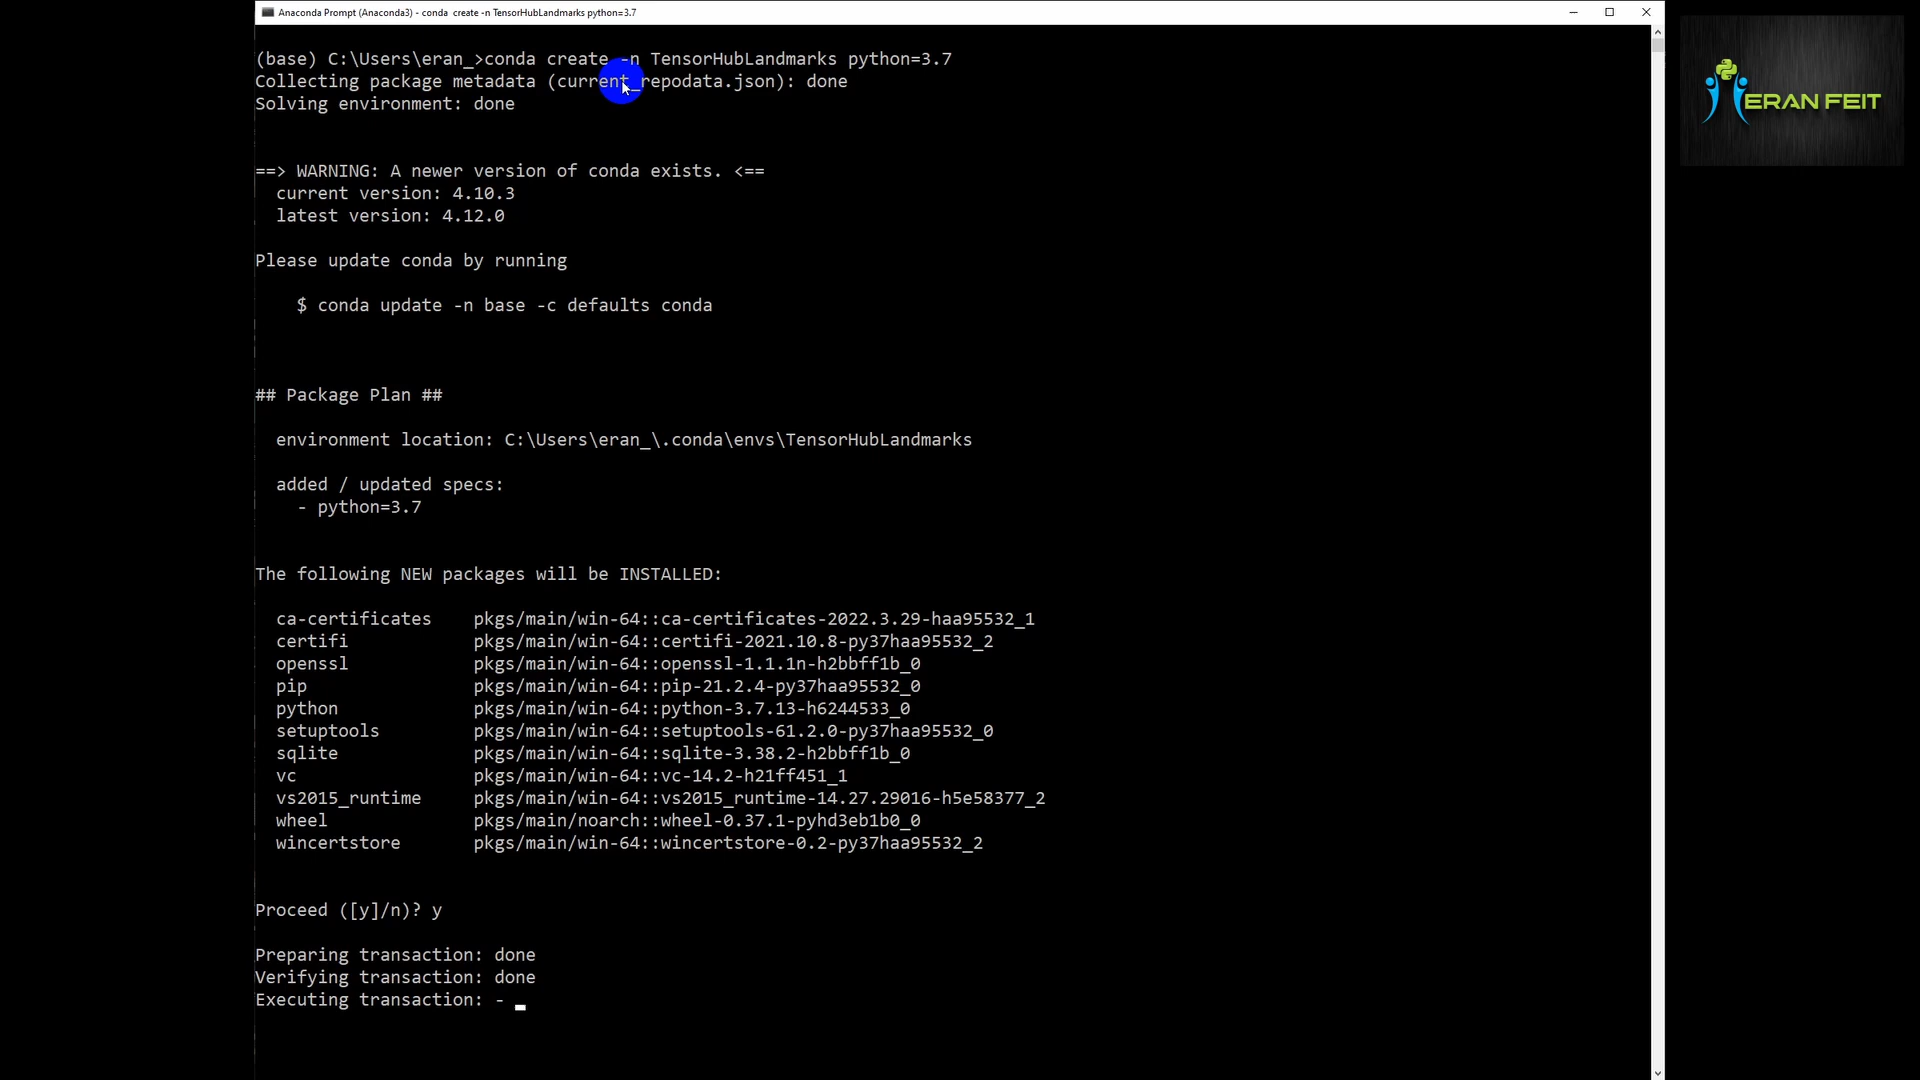 Anaconda Prompt (Anaconda3) - conda  create -n TensorHubLandmarks python=3.7
(base) C:\Users\eran_>conda create -n TensorHubLandmarks python=3.7
Collecting package metadata (current_repodata.json): done
Solving environment: done
==> WARNING: A newer version of conda exists. <==
current version: 4.10.3
latest version: 4.12.0
Please update conda by running
$ conda update -n base -c defaults conda
## Package Plan ##
environment location: C:\Users\eran_\.conda\envs\TensorHubLandmarks
added / updated specs:
- python=3.7
The following NEW packages will be INSTALLED:
ca-certificates    pkgs/main/win-64::ca-certificates-2022.3.29-haa95532_1
certifi            pkgs/main/win-64::certifi-2021.10.8-py37haa95532_2
openssl            pkgs/main/win-64::openssl-1.1.1n-h2bbff1b_0
pip                pkgs/main/win-64::pip-21.2.4-py37haa95532_0
python             pkgs/main/win-64::python-3.7.13-h6244533_0
setuptools         pkgs/main/win-64::setuptools-61.2.0-py37haa95532_0
sqlite             pkgs/main/win-64::sqlite-3.38.2-h2bbff1b_0
vc                 pkgs/main/win-64::vc-14.2-h21ff451_1
vs2015_runtime     pkgs/main/win-64::vs2015_runtime-14.27.29016-h5e58377_2
wheel              pkgs/main/noarch::wheel-0.37.1-pyhd3eb1b0_0
wincertstore       pkgs/main/win-64::wincertstore-0.2-py37haa95532_2
Proceed ([y]/n)? y
Preparing transaction: done
Verifying transaction: done
Executing transaction: -
ERAN FEIT